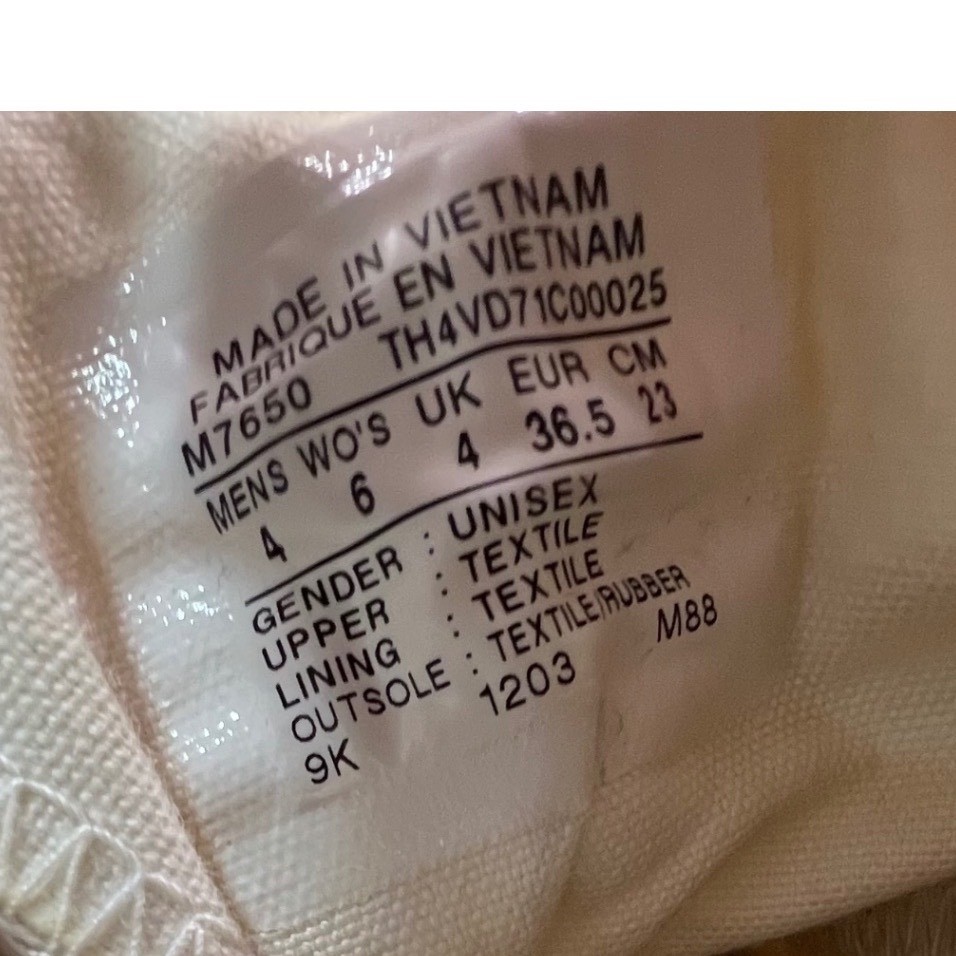 MADE IN VIETNAM
FABRIQUE EN VIETNAM
M7650 TH4VD71C00025
MENS WO'S UK EUR CM
4 6 4 36.5 23
GENDER : UNISEX
UPPER : TEXTILE
LINING : TEXTILE
OUTSOLE : TEXTILE/RUBBER
9K 1203 M88